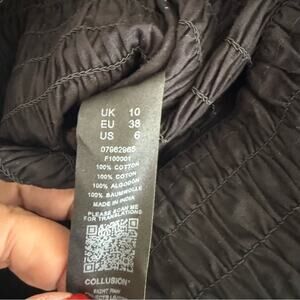 UK 10
EU 38
US 6
07962965
F100001
100% COTTON
100% COTON
100% ALGODON
100% BAUMWOLLE
MADE IN INDIA
PLEASE SCAN ME
FOR TRANSLATIONS
COLLUSION